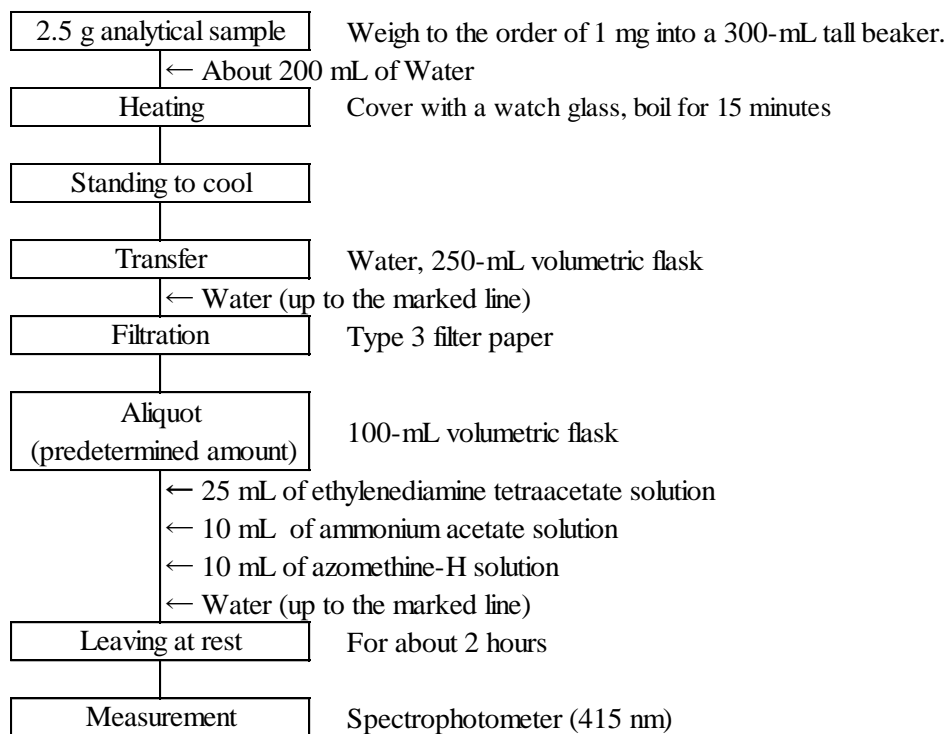 2.5 g analytical sample Weigh to the order of 1 mg into a 300-mL tall beaker.
← About 200 mL of Water
Heating Cover with a watch glass, boil for 15 minutes
Standing to cool
Transfer Water, 250-mL volumetric flask
← Water (up to the marked line)
Filtration Type 3 filter paper
Aliquot
(predetermined amount) 100-mL volumetric flask
← 25 mL of ethylenediamine tetraacetate solution
← 10 mL of ammonium acetate solution
← 10 mL of azomethine-H solution
← Water (up to the marked line)
Leaving at rest For about 2 hours
Measurement Spectrophotometer (415 nm)